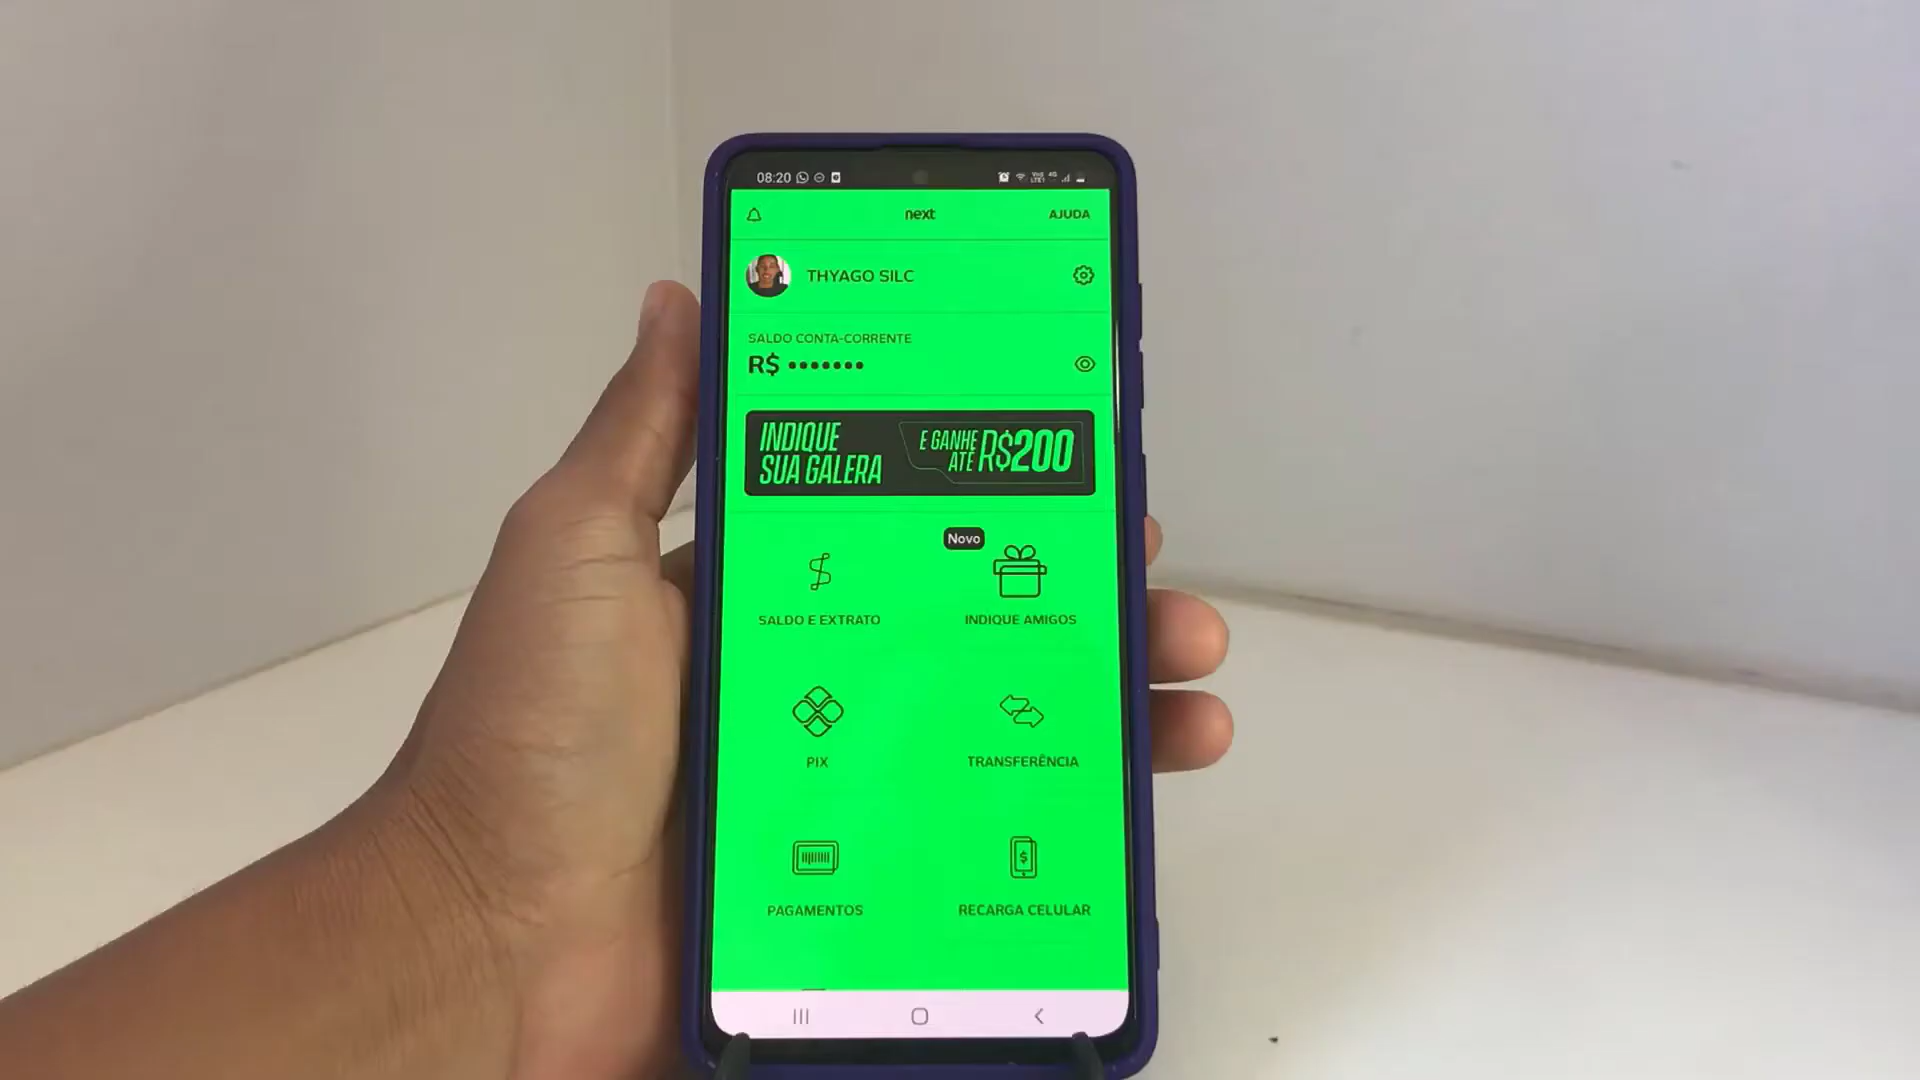 08:20
next
AJUDA
THYAGO SILC
SALDO CONTA-CORRENTE
R$ •••••••
INDIQUE
SUA GALERA
E GANHE
ATÉ R$200
Novo
SALDO E EXTRATO
INDIQUE AMIGOS
PIX
TRANSFERÊNCIA
PAGAMENTOS
RECARGA CELULAR